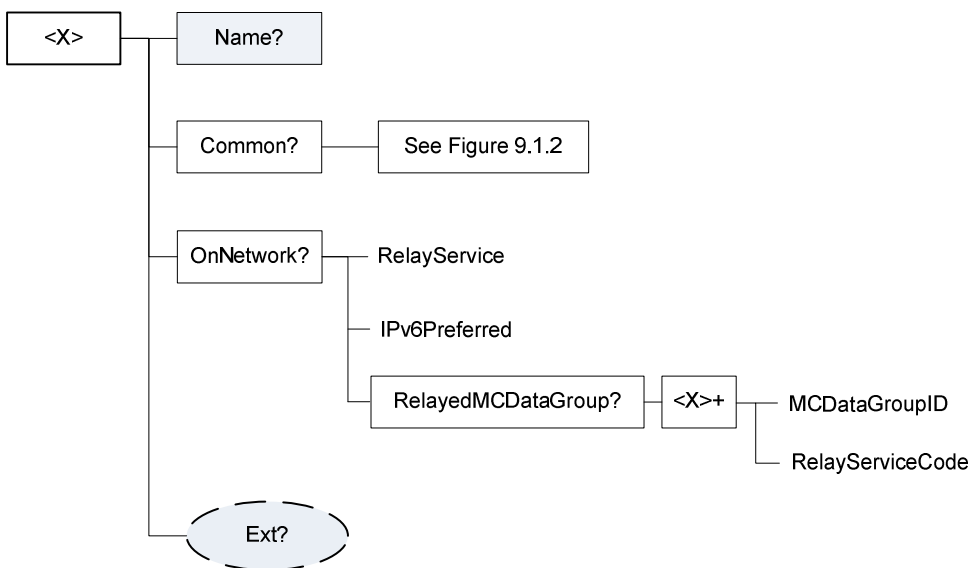 <X>
Name?
Common?
See Figure 9.1.2
OnNetwork?
RelayService
IPv6Preferred
RelayedMCDataGroup?
<X>+
MCDataGroupID
RelayServiceCode
Ext?